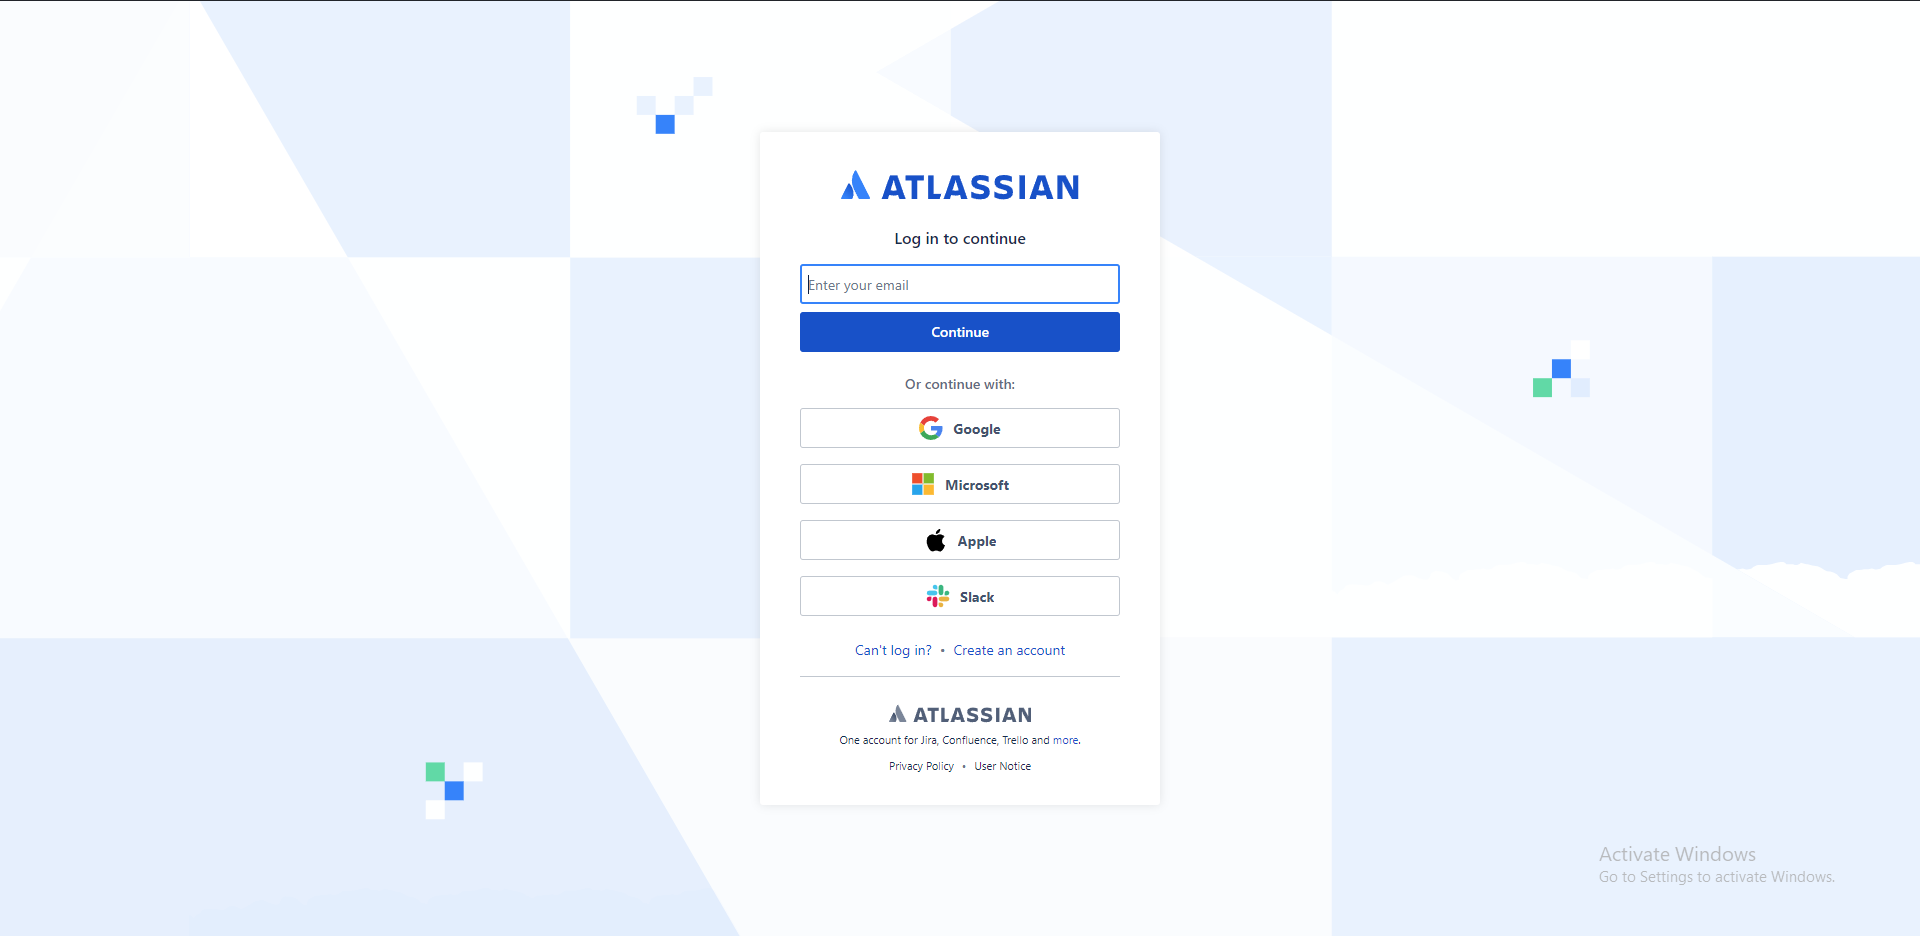 ATLASSIAN
Log in to continue
Enter your email
Continue
Or continue with:
Google
Microsoft
Apple
Slack
Can't log in? • Create an account
ATLASSIAN
One account for Jira, Confluence, Trello and more.
Privacy Policy • User Notice
Activate Windows
Go to Settings to activate Windows.